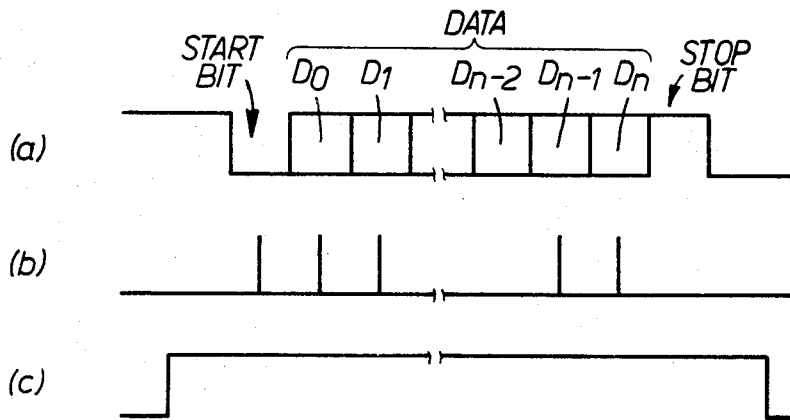 DATA
START BIT
STOP BIT
D0 D1 Dn-2 Dn-1 Dn
(a)
(b)
(c)